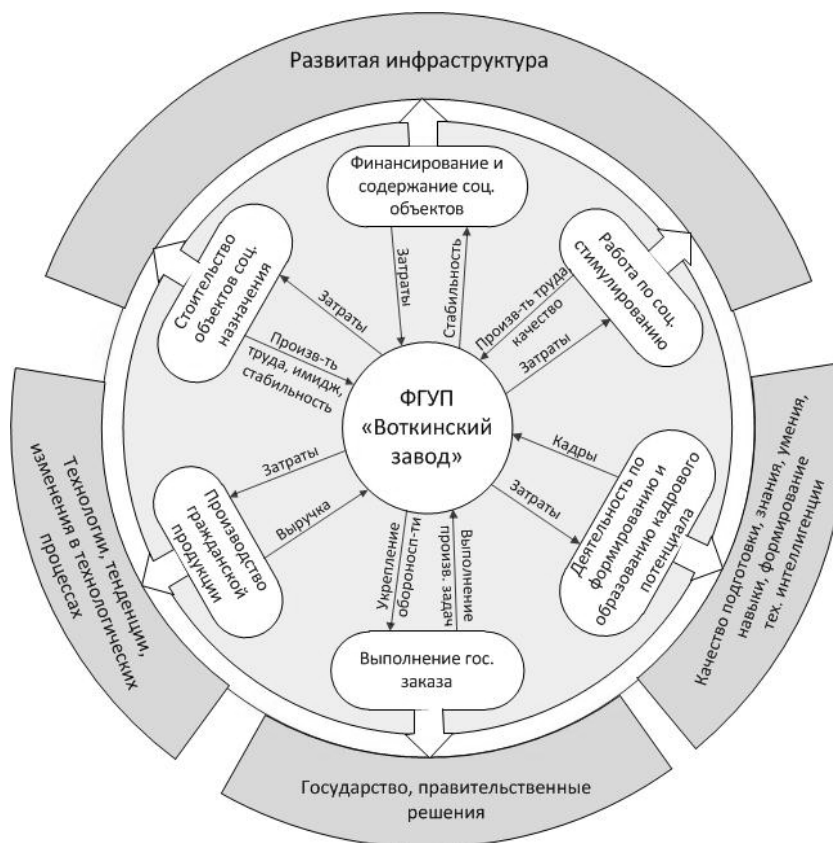 Развитая инфраструктура
Финансирование и
содержание соц.
объектов
Затраты
Стабильность
Стоительство
объектов соц.
назначения
Затраты
Произв-ть
труда, имидж,
стабильность
Работа по соц.
стимулированию
Произв-ть труда,
качество
Затраты
ФГУП
«Воткинский
завод»
Технологии, тенденции,
изменения в технологических
процессах
Производство
гражданской
продукции
Затраты
Выручка
Кадры
Затраты
Деятельность по
формированию и
образованию кадрового
потенциала
Качество подготовки, знания, умения,
навыки, формирование
тех. интеллигенции
Укрепление
оборонosп-ти
Выполнение
произв. задач
Выполнение гос.
заказа
Государство, правительственные
решения